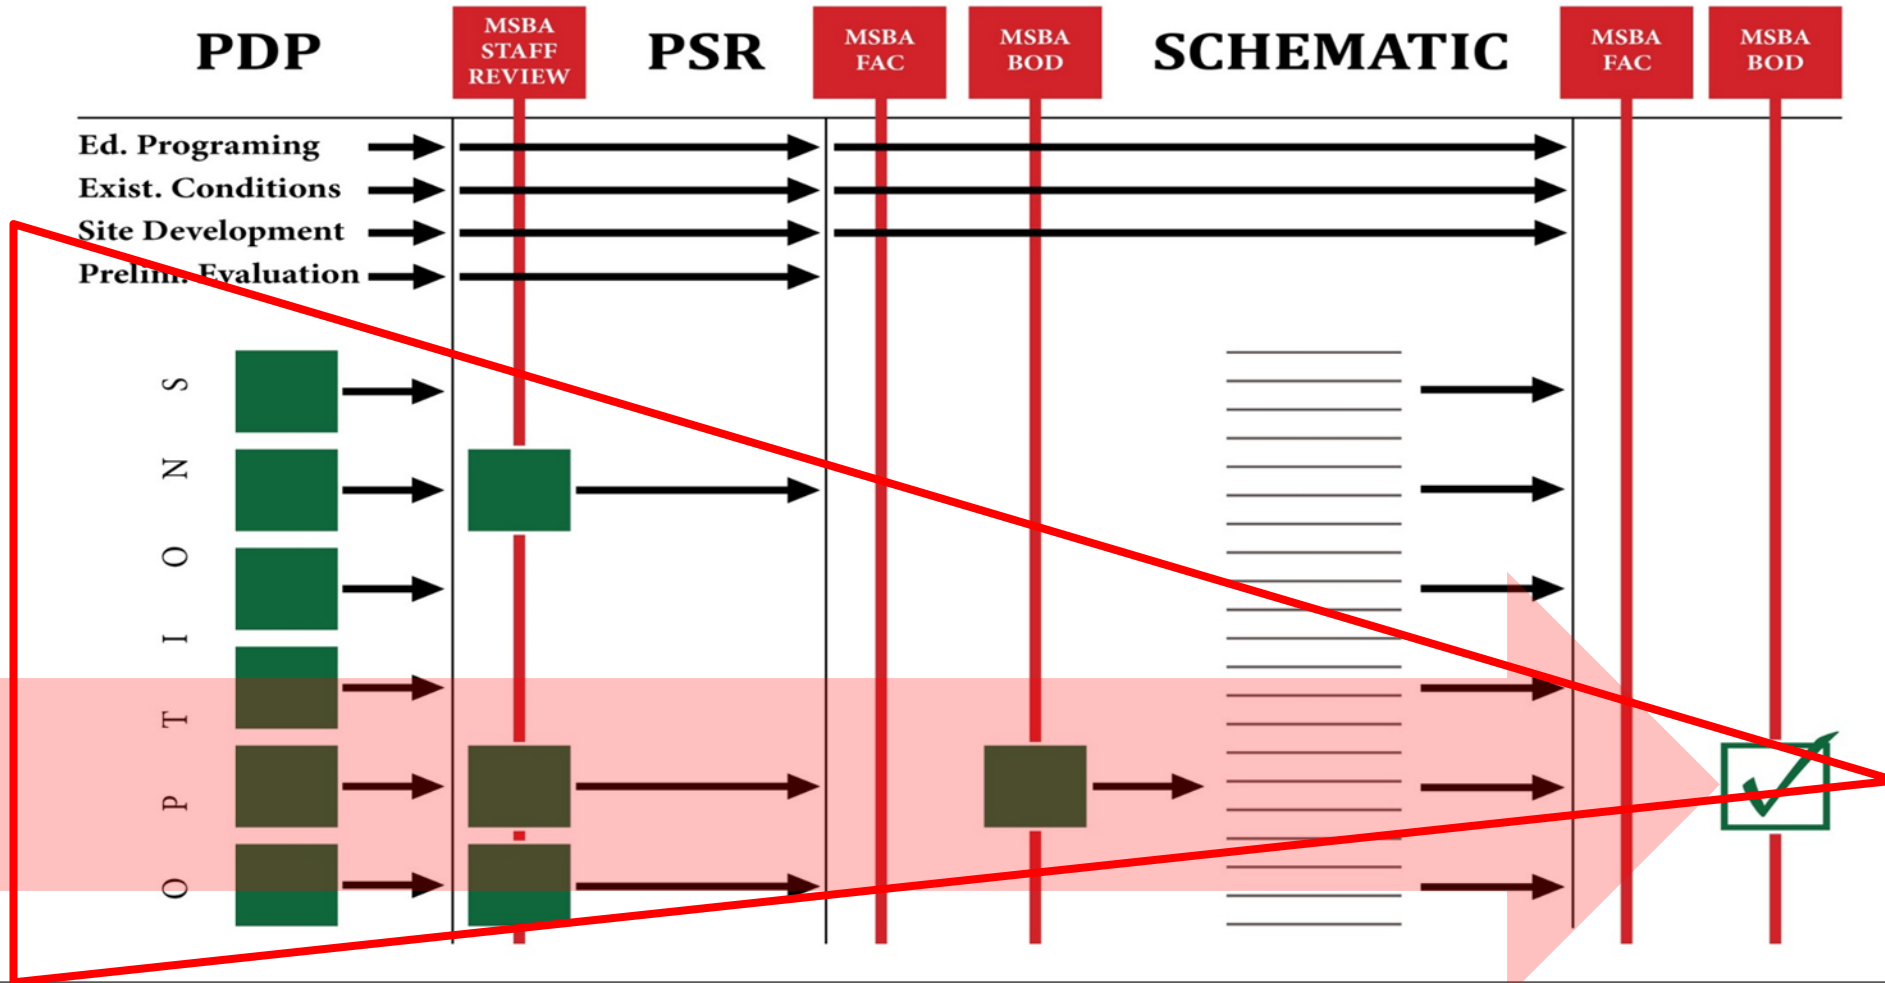 PDP
MSBA
STAFF
REVIEW
PSR
MSBA
FAC
MSBA
BOD
SCHEMATIC
MSBA
FAC
MSBA
BOD
Ed. Programing
Exist. Conditions
Site Development
Prelim. Evaluation
OPTIONS